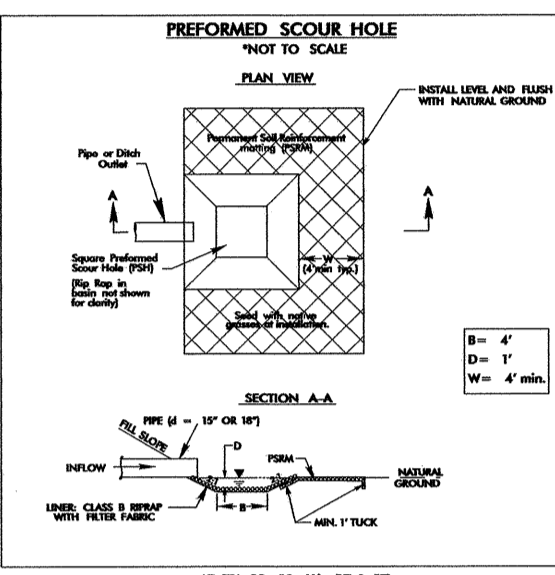 PREFORMED SCOUR HOLE
*NOT TO SCALE
PLAN VIEW
INSTALL LEVEL AND FLUSH
WITH NATURAL GROUND
Permanent Soil Reinforcement
matting (PSRM)
Pipe or Ditch
Outlet
A
A
Square Preformed
Scour Hole (PSH)
(Rip Rap in
basin not shown
for clarity)
W
(4'min typ.)
Seed with native
grasses at installation.
B= 4'
D= 1'
W= 4' min.
SECTION A-A
PIPE (d = 15" OR 18")
FILL SLOPE
D
PSRM
INFLOW
NATURAL
GROUND
B
LINER: CLASS B RIPRAP
WITH FILTER FABRIC
MIN. 1' TUCK